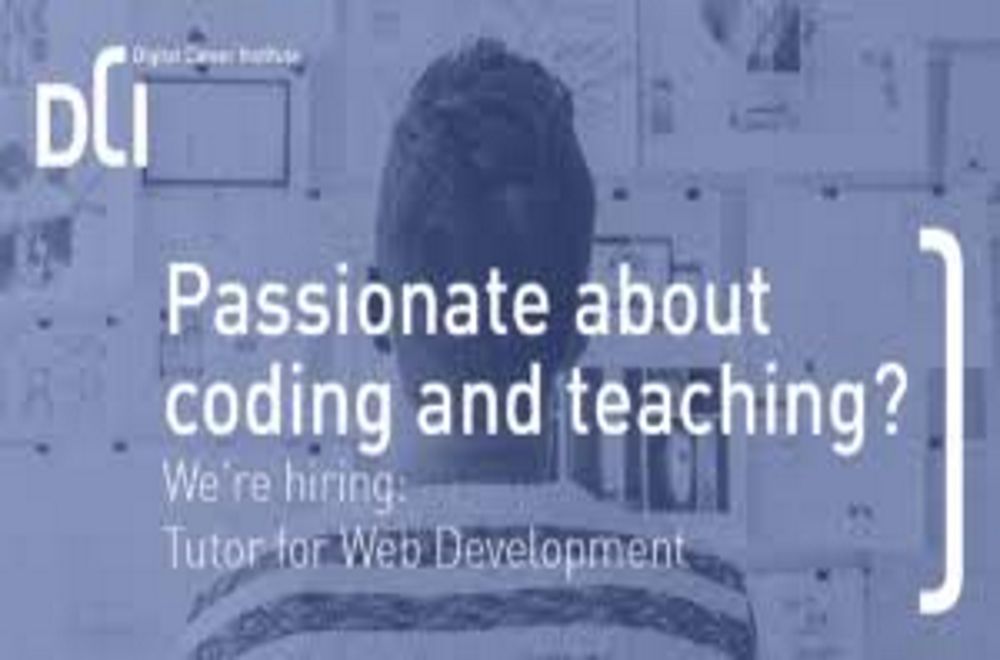 Digital Career Institute
DCI
Passionate about
coding and teaching?
We're hiring:
Tutor for Web Development